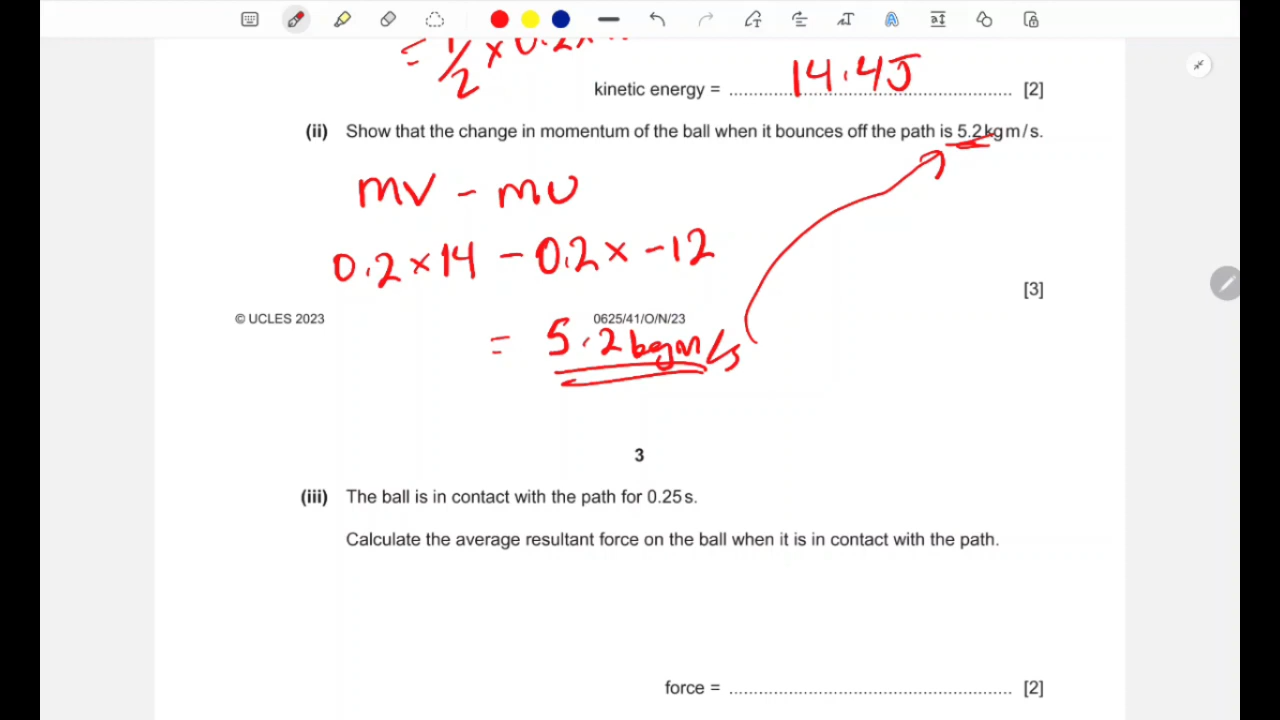 = 1/2 × 0.2 ×
kinetic energy = .......... 14.4J .......... [2]
(ii) Show that the change in momentum of the ball when it bounces off the path is 5.2 kg m / s.
mv - mu
0.2 × 14 - 0.2 × -12
[3]
© UCLES 2023 0625/41/O/N/23
= 5.2 kgm/s
3
(iii) The ball is in contact with the path for 0.25 s.
Calculate the average resultant force on the ball when it is in contact with the path.
force = .......... [2]